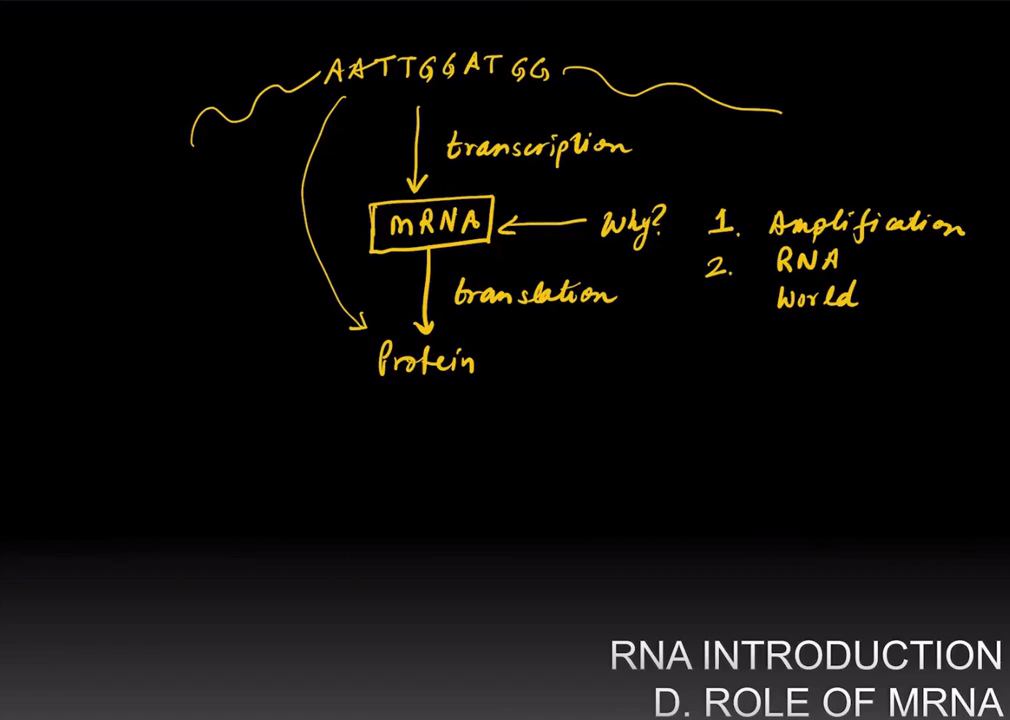 AATTGGATGG
transcription
mRNA
Why?
1. Amplification
2. RNA
World
translation
Protein
RNA INTRODUCTION
D. ROLE OF MRNA